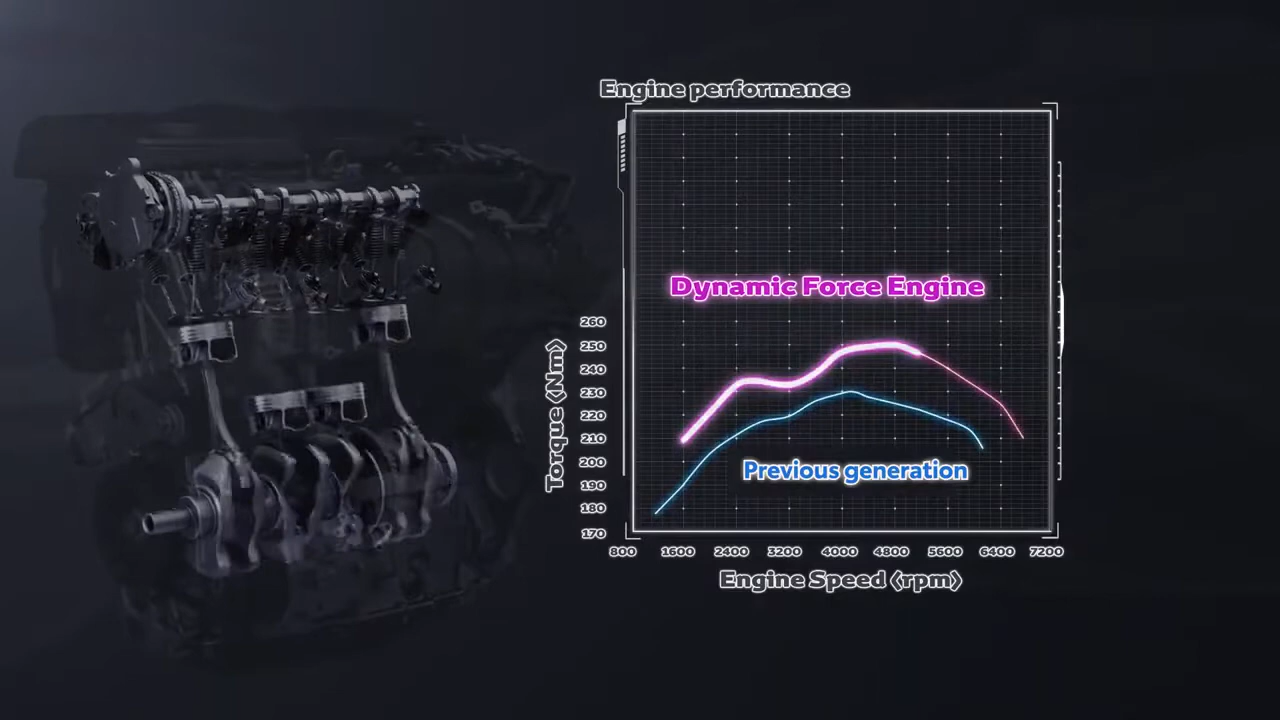 Engine performance
Dynamic Force Engine
260
250
240
230
220
210
200
190
180
170
Torque (Nm)
Previous generation
800 1600 2400 3200 4000 4800 5600 6400 7200
Engine Speed (rpm)